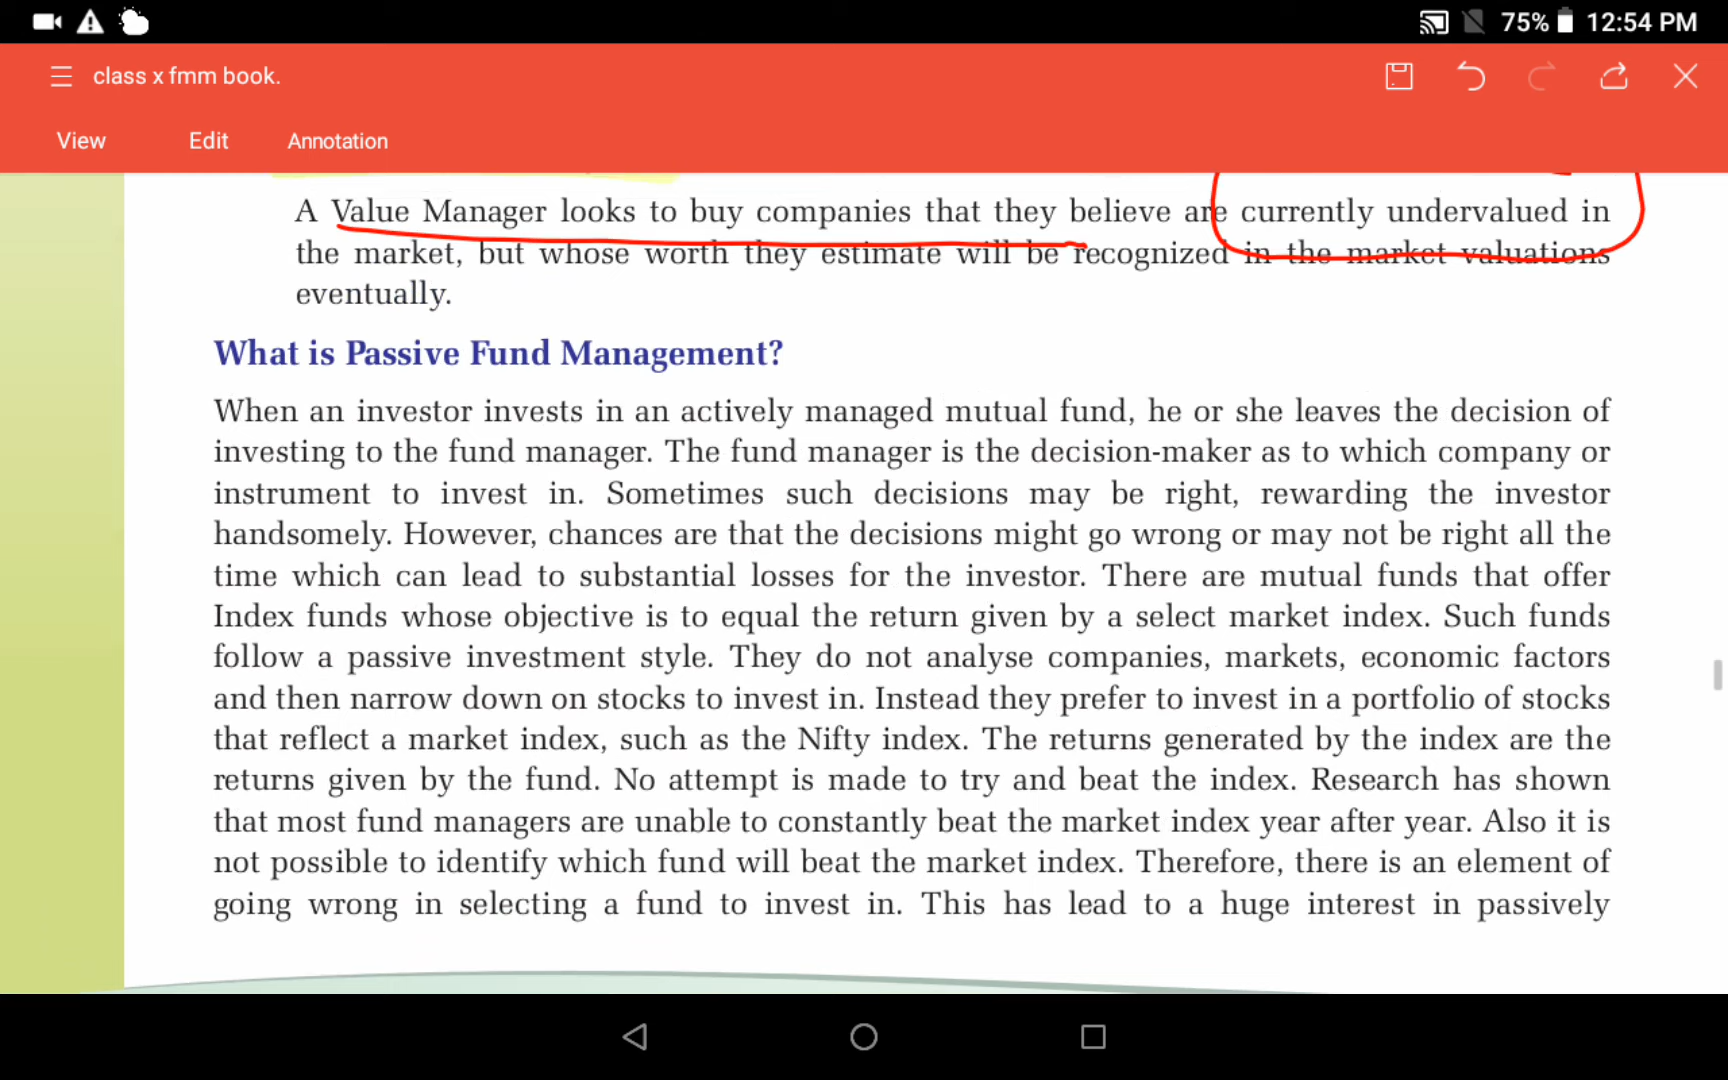 75% 12:54 PM
class x fmm book.
View Edit Annotation
A Value Manager looks to buy companies that they believe are currently undervalued in
the market, but whose worth they estimate will be recognized in the market valuations
eventually.
What is Passive Fund Management?
When an investor invests in an actively managed mutual fund, he or she leaves the decision of
investing to the fund manager. The fund manager is the decision-maker as to which company or
instrument to invest in. Sometimes such decisions may be right, rewarding the investor
handsomely. However, chances are that the decisions might go wrong or may not be right all the
time which can lead to substantial losses for the investor. There are mutual funds that offer
Index funds whose objective is to equal the return given by a select market index. Such funds
follow a passive investment style. They do not analyse companies, markets, economic factors
and then narrow down on stocks to invest in. Instead they prefer to invest in a portfolio of stocks
that reflect a market index, such as the Nifty index. The returns generated by the index are the
returns given by the fund. No attempt is made to try and beat the index. Research has shown
that most fund managers are unable to constantly beat the market index year after year. Also it is
not possible to identify which fund will beat the market index. Therefore, there is an element of
going wrong in selecting a fund to invest in. This has lead to a huge interest in passively